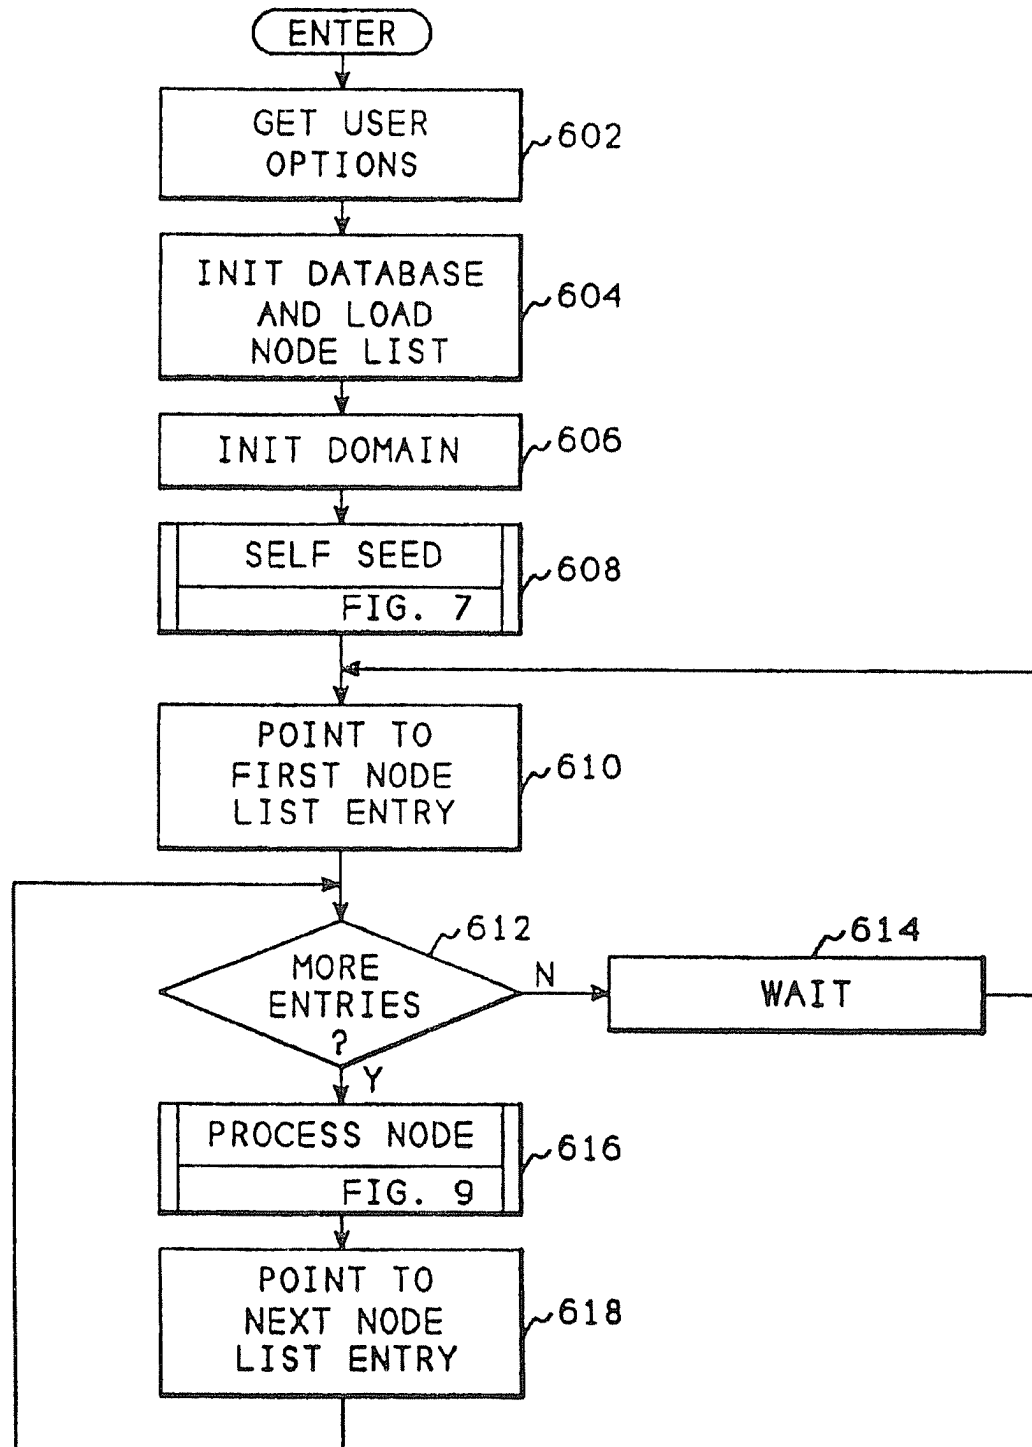 ENTER
GET USER
OPTIONS
602
INIT DATABASE
AND LOAD
NODE LIST
604
INIT DOMAIN
606
SELF SEED
FIG. 7
608
POINT TO
FIRST NODE
LIST ENTRY
610
612
MORE
ENTRIES
?
N
614
WAIT
Y
PROCESS NODE
FIG. 9
616
POINT TO
NEXT NODE
LIST ENTRY
618